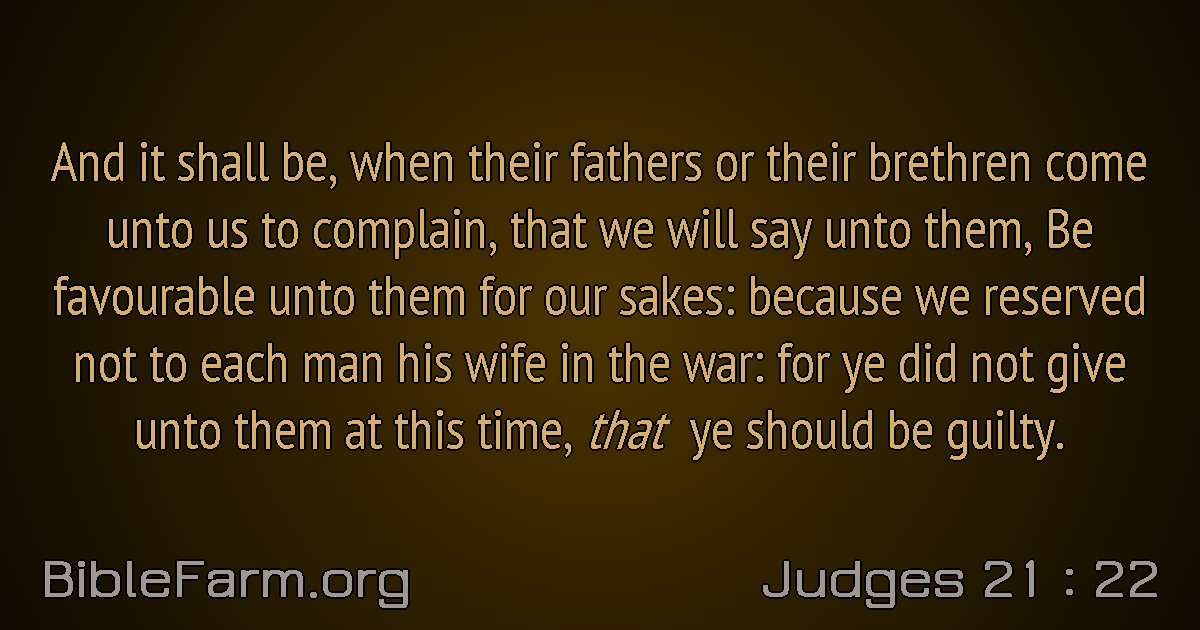 And it shall be, when their fathers or their brethren come
unto us to complain, that we will say unto them, Be
favourable unto them for our sakes: because we reserved
not to each man his wife in the war: for ye did not give
unto them at this time, that ye should be guilty.
BibleFarm.org
Judges 21 : 22